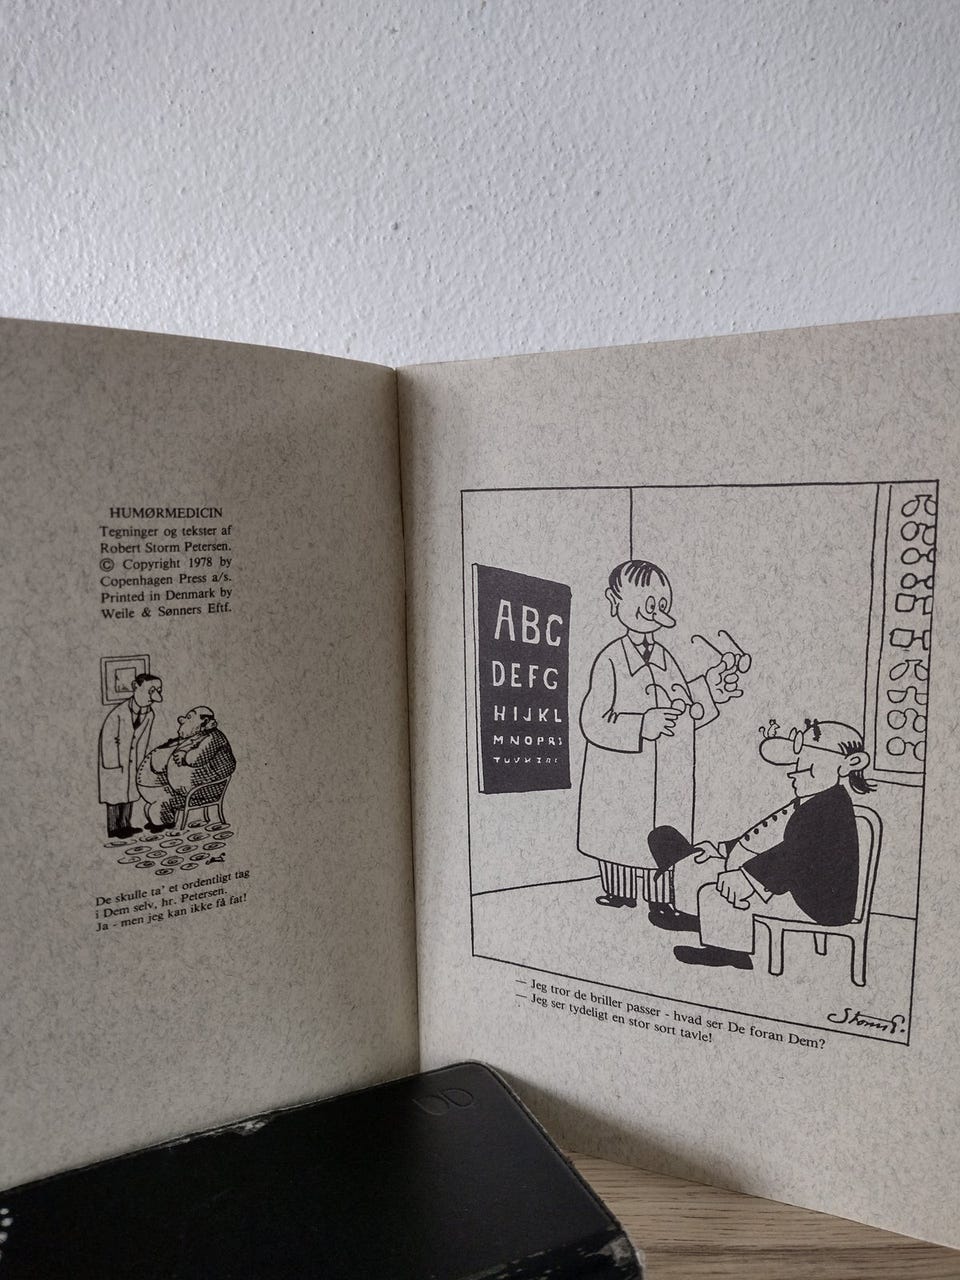 HUMØRMEDICIN
Tegninger og tekster af
Robert Storm Petersen.
© Copyright 1978 by
Copenhagen Press a/s.
Printed in Denmark by
Weile & Sønners Eftf.
De skulle ta' et ordentligt tag
i Dem selv, hr. Petersen.
Ja - men jeg kan ikke få fat!
ABC
DEFG
HIJKL
MNOPRS
Storm P.
— Jeg tror de briller passer - hvad ser De foran Dem?
— Jeg ser tydeligt en stor sort tavle!